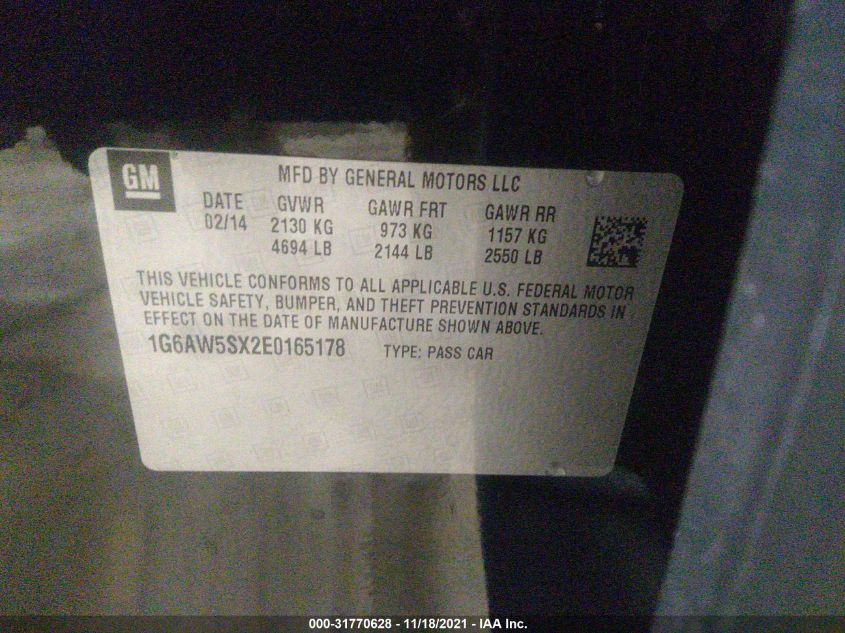 GM
MFD BY GENERAL MOTORS LLC
DATE GVWR GAWR FRT GAWR RR
02/14 2130 KG 973 KG 1157 KG
4694 LB 2144 LB 2550 LB
THIS VEHICLE CONFORMS TO ALL APPLICABLE U.S. FEDERAL MOTOR
VEHICLE SAFETY, BUMPER, AND THEFT PREVENTION STANDARDS IN
EFFECT ON THE DATE OF MANUFACTURE SHOWN ABOVE.
1G6AW5SX2E0165178 TYPE: PASS CAR
000-31770628 - 11/18/2021 - IAA Inc.